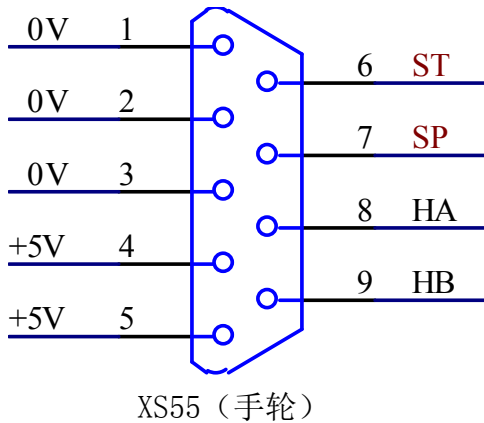 0V 1
6 ST
0V 2
7 SP
0V 3
8 HA
+5V 4
9 HB
+5V 5
XS55（手轮）